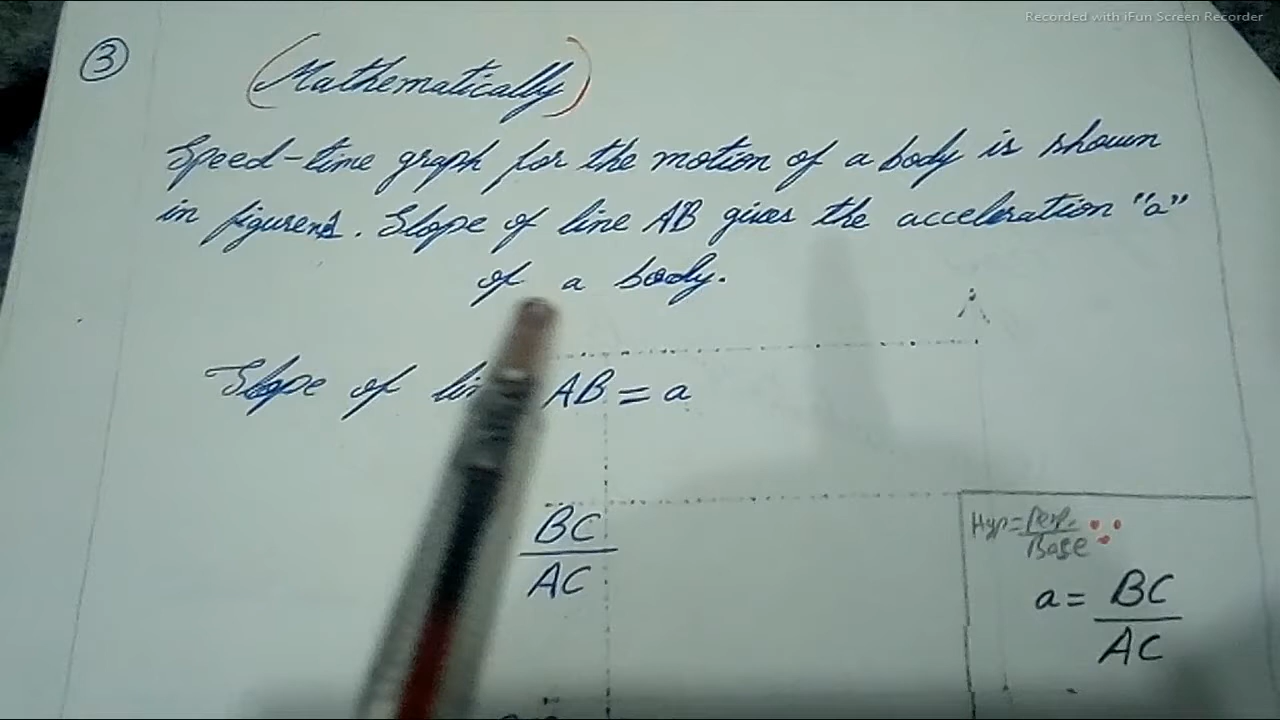 Recorded with iFun Screen Recorder
3
(Mathematically)
Speed-time graph for the motion of a body is shown
in figure. Slope of line AB gives the acceleration "a"
of a body.
Slope of AB = a
BC
AC
Hyp = Perp.
Base
a = BC
AC